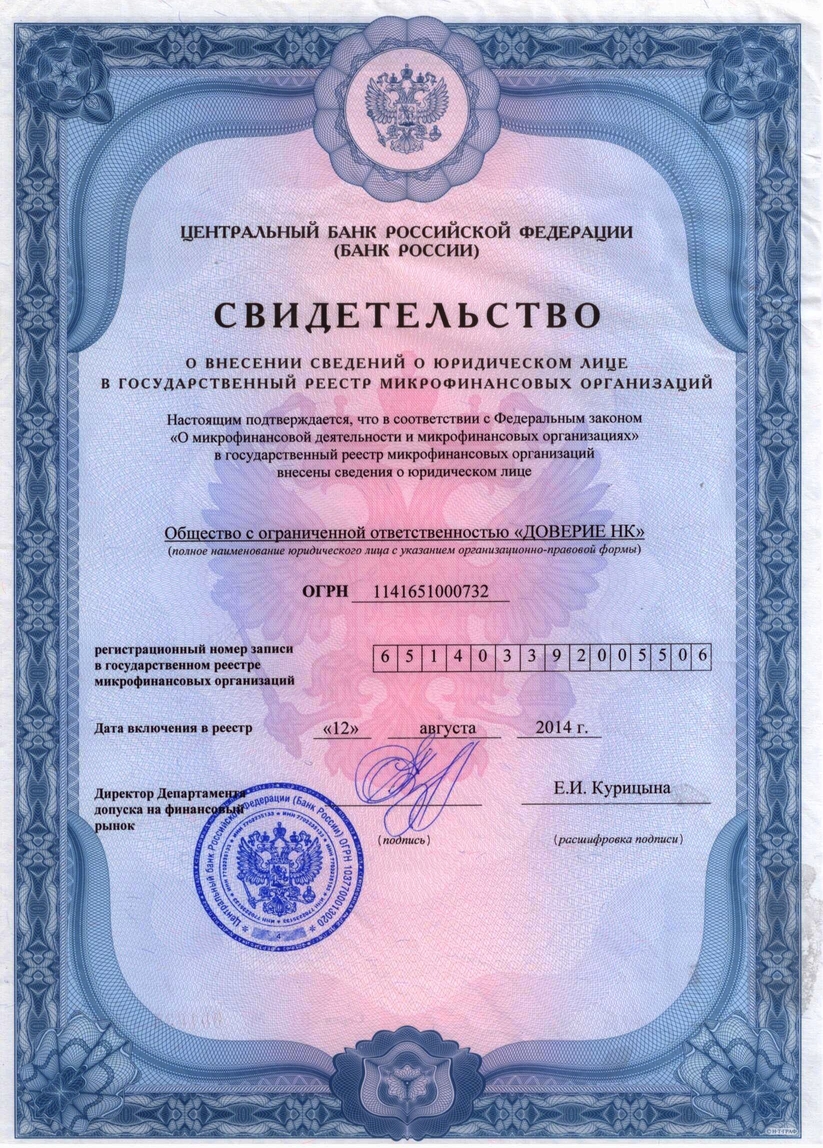 ЦЕНТРАЛЬНЫЙ БАНК РОССИЙСКОЙ ФЕДЕРАЦИИ
(БАНК РОССИИ)
СВИДЕТЕЛЬСТВО
О ВНЕСЕНИИ СВЕДЕНИЙ О ЮРИДИЧЕСКОМ ЛИЦЕ
В ГОСУДАРСТВЕННЫЙ РЕЕСТР МИКРОФИНАНСОВЫХ ОРГАНИЗАЦИЙ
Настоящим подтверждается, что в соответствии с Федеральным законом
«О микрофинансовой деятельности и микрофинансовых организациях»
в государственный реестр микрофинансовых организаций
внесены сведения о юридическом лице
Общество с ограниченной ответственностью «ДОВЕРИЕ НК»
(полное наименование юридического лица с указанием организационно-правовой формы)
ОГРН 1141651000732
регистрационный номер записи
в государственном реестре
микрофинансовых организаций
6 5 1 4 0 3 3 9 2 0 0 5 5 0 6
Дата включения в реестр «12» августа 2014 г.
Директор Департамента
допуска на финансовый
рынок
Е.И. Курицына
(подпись) (расшифровка подписи)
Центральный банк Российской Федерации (Банк России) ОГРН 1037700013020
4